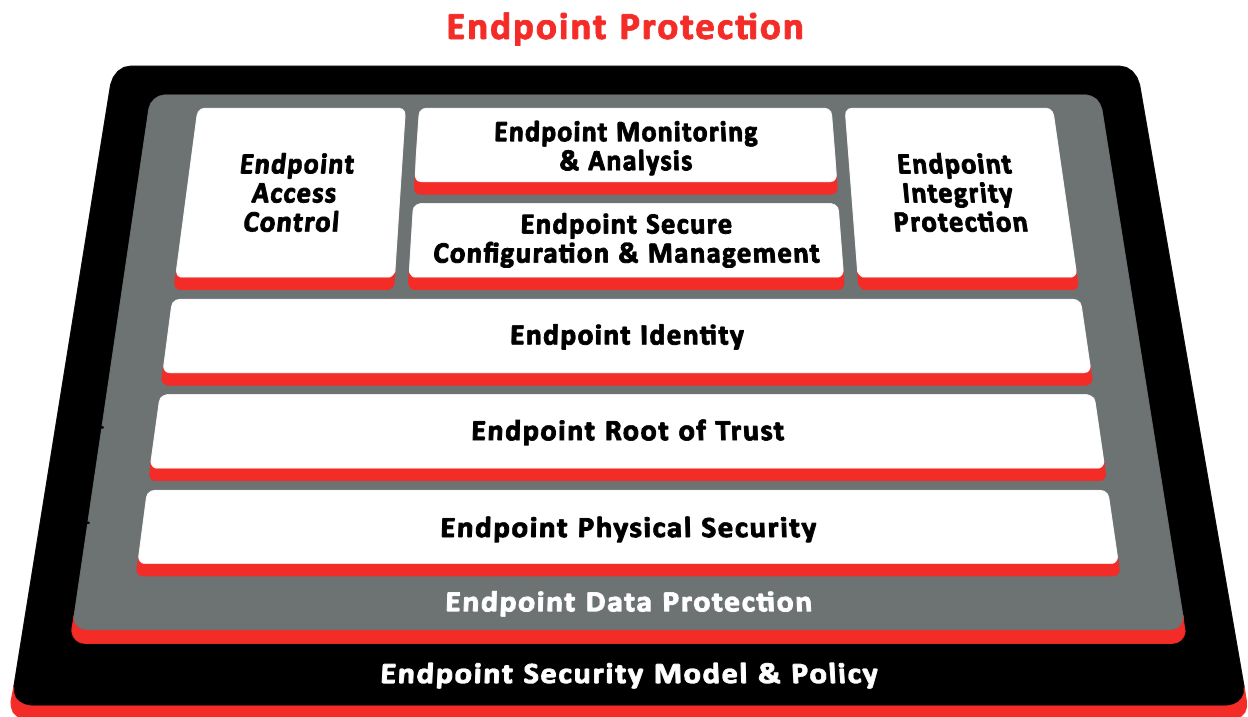 Endpoint Protection
Endpoint
Access
Control
Endpoint Monitoring
& Analysis
Endpoint Secure
Configuration & Management
Endpoint
Integrity
Protection
Endpoint Identity
Endpoint Root of Trust
Endpoint Physical Security
Endpoint Data Protection
Endpoint Security Model & Policy